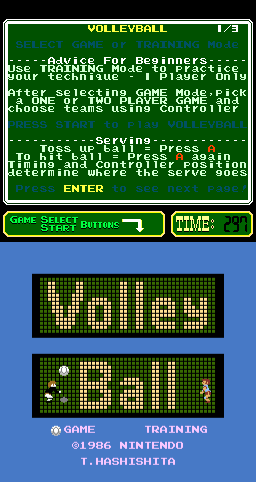 VOLLEYBALL 1/3
SELECT GAME or TRAINING Mode
-----Advice For Beginners-----
Use TRAINING Mode to practice
your technique - 1 Player Only
After selecting GAME Mode,pick
a ONE or TWO PLAYER GAME and
choose teams using Controller
PRESS START to Play VOLLEYBALL
------------Serving------------
Toss up ball = Press A
To hit ball = Press A again
Timing and Controller position
determine where the serve goes
Press ENTER to see next Page!
GAME SELECT
START BUTTONS
TIME: 297
Volley
Ball
GAME TRAINING
©1986 NINTENDO
T.HASHISHITA